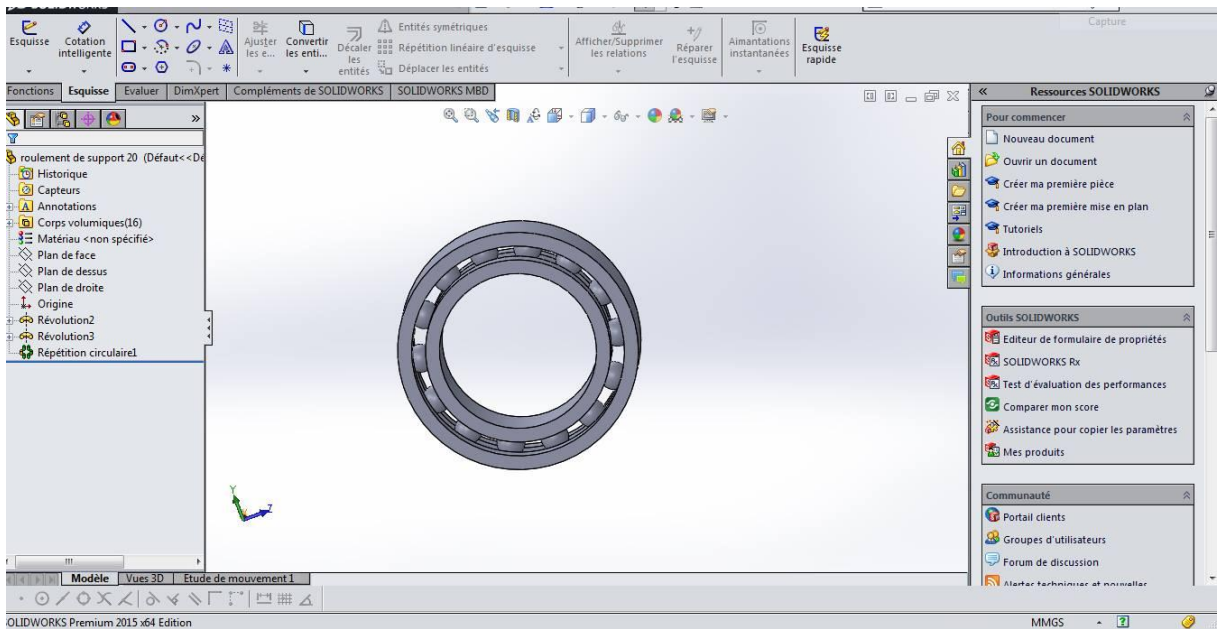 SOLIDWORKS
Capture
Esquisse
Cotation
intelligente
Ajuster
les e...
Convertir
les enti...
Décaler
les
entités
Entités symétriques
Répétition linéaire d'esquisse
Déplacer les entités
Afficher/Supprimer
les relations
Réparer
l'esquisse
Aimantations
instantanées
Esquisse
rapide
Fonctions Esquisse Evaluer DimXpert Compléments de SOLIDWORKS SOLIDWORKS MBD
roulement de support 20 (Défaut<<Dé
Historique
Capteurs
Annotations
Corps volumiques(16)
Matériau <non spécifié>
Plan de face
Plan de dessus
Plan de droite
Origine
Révolution2
Révolution3
Répétition circulaire1
Y
Z
Ressources SOLIDWORKS
Pour commencer
Nouveau document
Ouvrir un document
Créer ma première pièce
Créer ma première mise en plan
Tutoriels
Introduction à SOLIDWORKS
Informations générales
Outils SOLIDWORKS
Editeur de formulaire de propriétés
SOLIDWORKS Rx
Test d'évaluation des performances
Comparer mon score
Assistance pour copier les paramètres
Mes produits
Communauté
Portail clients
Groupes d'utilisateurs
Forum de discussion
Alertes techniques et nouvelles
Modèle Vues 3D Etude de mouvement 1
SOLIDWORKS Premium 2015 x64 Edition
MMGS